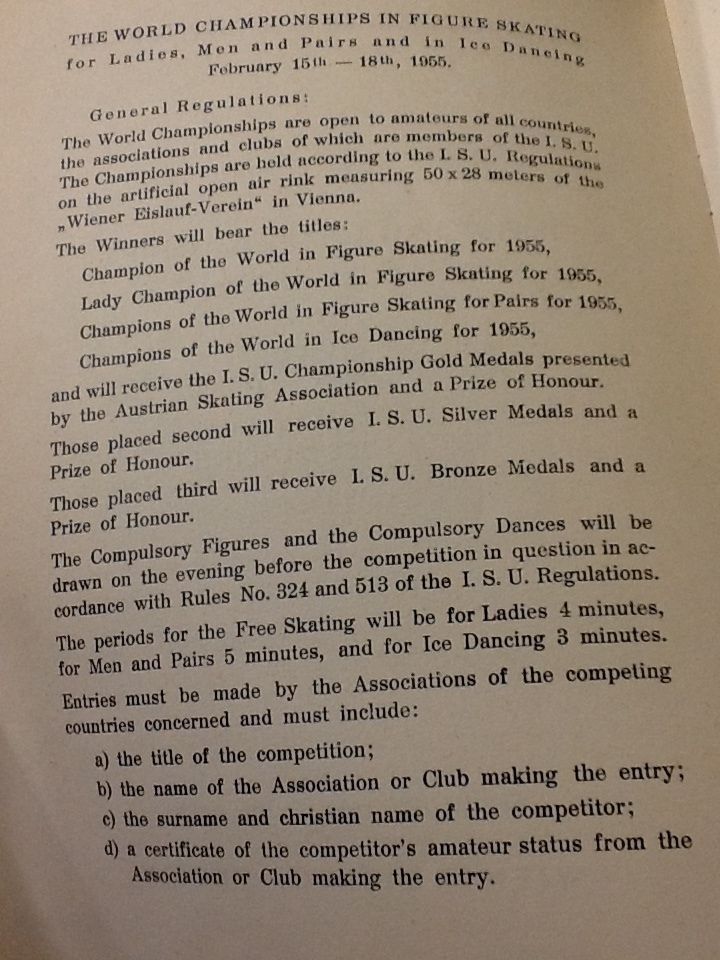 THE WORLD CHAMPIONSHIPS IN FIGURE SKATING
for Ladies, Men and Pairs and in Ice Dancing
February 15th — 18th, 1955.
General Regulations:
The World Championships are open to amateurs of all countries,
the associations and clubs of which are members of the I. S. U.
The Championships are held according to the I. S. U. Regulations
on the artificial open air rink measuring 50 x 28 meters of the
„Wiener Eislauf-Verein“ in Vienna.
The Winners will bear the titles:
Champion of the World in Figure Skating for 1955,
Lady Champion of the World in Figure Skating for 1955,
Champions of the World in Figure Skating for Pairs for 1955,
Champions of the World in Ice Dancing for 1955,
and will receive the I. S. U. Championship Gold Medals presented
by the Austrian Skating Association and a Prize of Honour.
Those placed second will receive I. S. U. Silver Medals and a
Prize of Honour.
Those placed third will receive I. S. U. Bronze Medals and a
Prize of Honour.
The Compulsory Figures and the Compulsory Dances will be
drawn on the evening before the competition in question in ac-
cordance with Rules No. 324 and 513 of the I. S. U. Regulations.
The periods for the Free Skating will be for Ladies 4 minutes,
for Men and Pairs 5 minutes, and for Ice Dancing 3 minutes.
Entries must be made by the Associations of the competing
countries concerned and must include:
a) the title of the competition;
b) the name of the Association or Club making the entry;
c) the surname and christian name of the competitor;
d) a certificate of the competitor's amateur status from the
Association or Club making the entry.